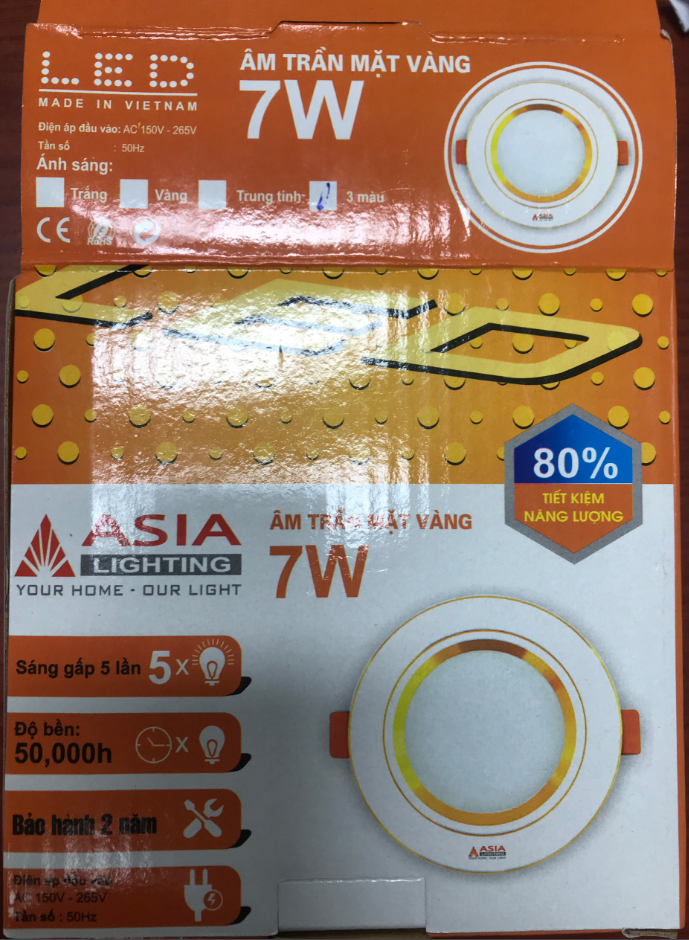 LED
MADE IN VIETNAM
ÂM TRẦN MẶT VÀNG
7W
Điện áp đầu vào: AC 150V - 265V
Tần số : 50Hz
Ánh sáng:
Trắng Vàng Trung tính 3 màu
CE RoHS
ASIA
LED
80%
TIẾT KIỆM
NĂNG LƯỢNG
ASIA
LIGHTING
YOUR HOME - OUR LIGHT
ÂM TRẦN MẶT VÀNG
7W
Sáng gấp 5 lần 5X
Độ bền:
50,000h X
Bảo hành 2 năm
Điện áp đầu vào
AC 150V - 265V
Tần số : 50Hz
ASIA
LIGHTING